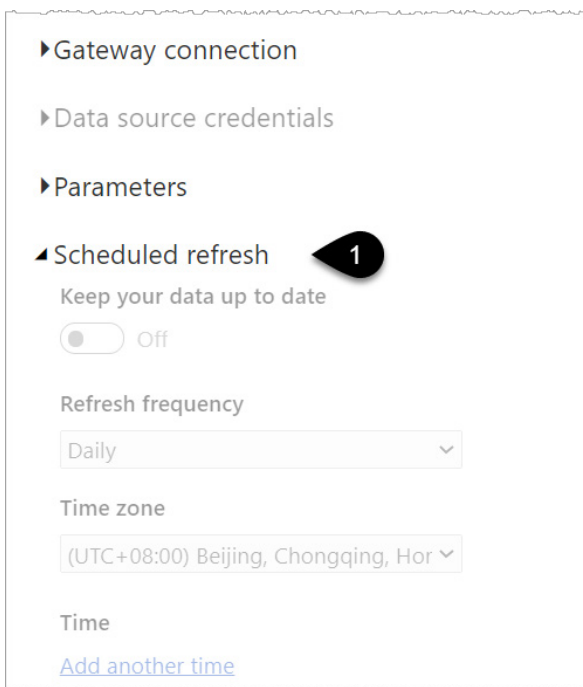 Gateway connection
Data source credentials
Parameters
Scheduled refresh 1
Keep your data up to date
Off
Refresh frequency
Daily
Time zone
(UTC+08:00) Beijing, Chongqing, Hor
Time
Add another time